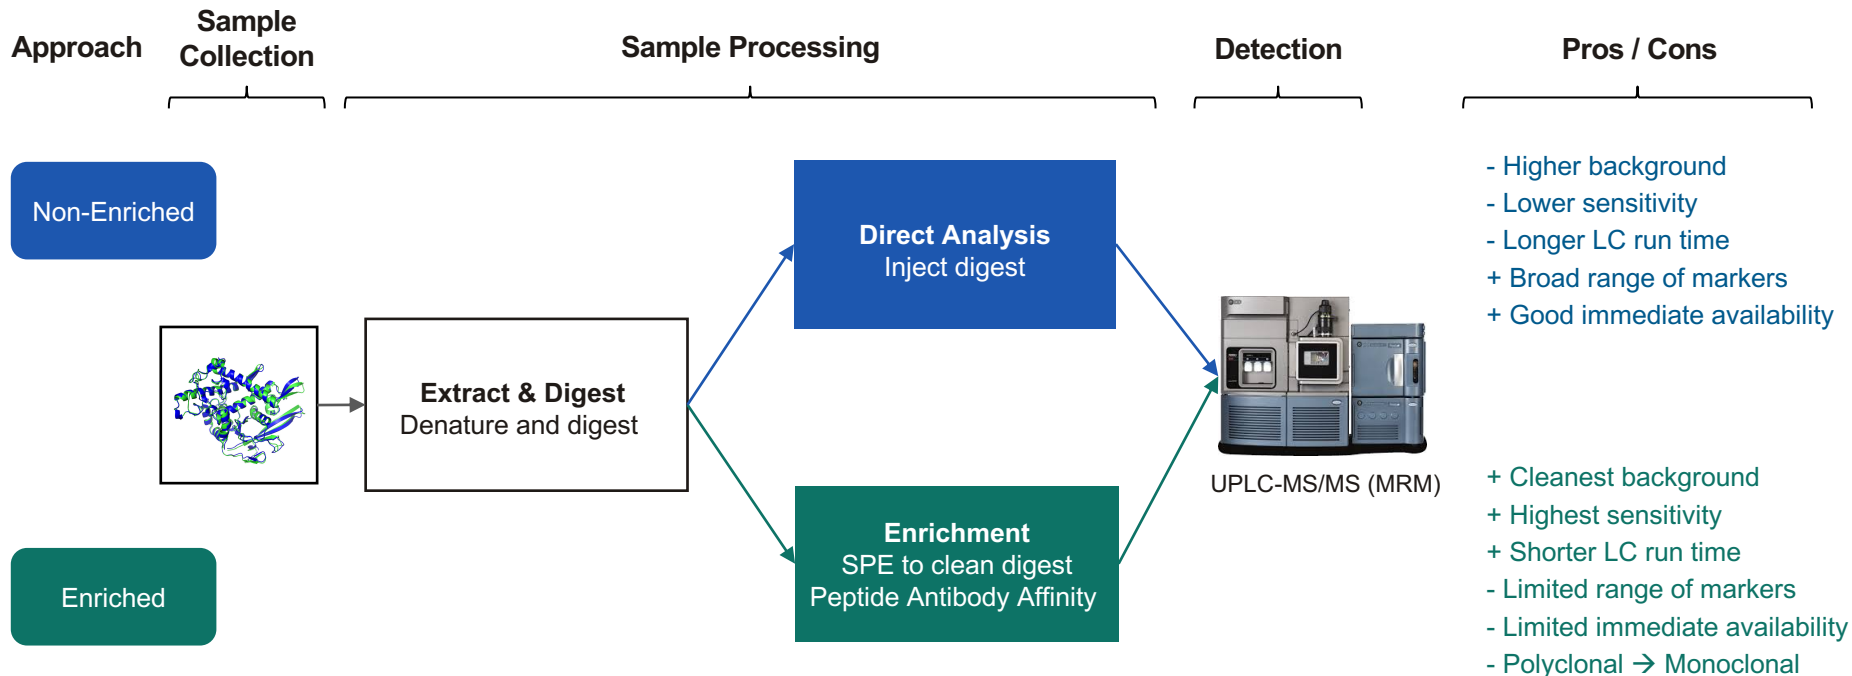 Approach
Sample
Collection
Sample Processing
Detection
Pros / Cons
Non-Enriched
Direct Analysis
Inject digest
- Higher background
- Lower sensitivity
- Longer LC run time
+ Broad range of markers
+ Good immediate availability
Extract & Digest
Denature and digest
UPLC-MS/MS (MRM)
Enriched
Enrichment
SPE to clean digest
Peptide Antibody Affinity
+ Cleanest background
+ Highest sensitivity
+ Shorter LC run time
- Limited range of markers
- Limited immediate availability
- Polyclonal → Monoclonal